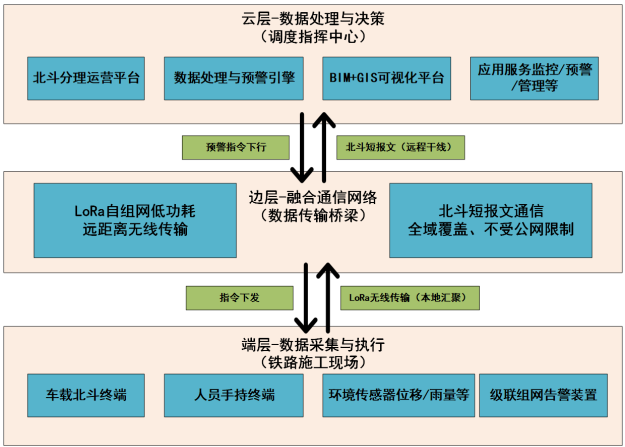 云层-数据处理与决策
（调度指挥中心）
北斗分理运营平台
数据处理与预警引擎
BIM+GIS可视化平台
应用服务监控/预警
/管理等
预警指令下行
北斗短报文（远程干线）
边层-融合通信网络
（数据传输桥梁）
LoRa自组网低功耗
远距离无线传输
北斗短报文通信
全域覆盖、不受公网限制
指令下发
LoRa无线传输（本地汇聚）
端层-数据采集与执行
（铁路施工现场）
车载北斗终端
人员手持终端
环境传感器位移/雨量等
级联组网告警装置